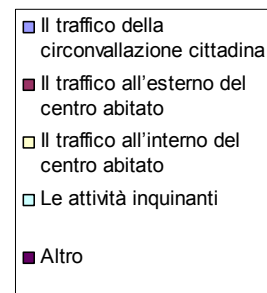 Il traffico della
circonvallazione cittadina
Il traffico all'esterno del
centro abitato
Il traffico all'interno del
centro abitato
Le attività inquinanti
Altro